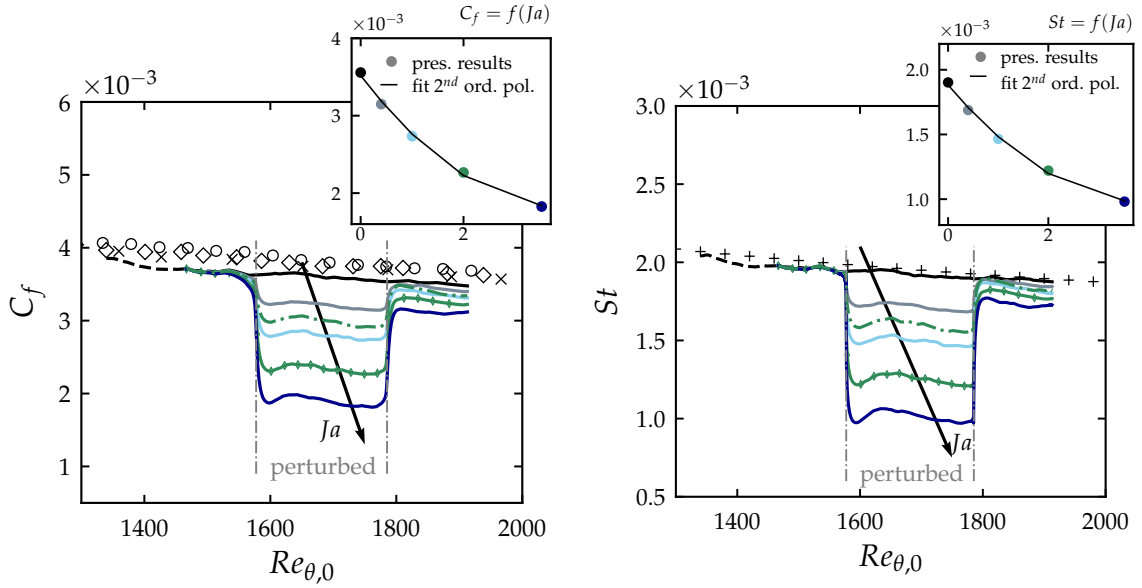 C_f = f(Ja)
×10⁻³
4
3
2
0
2
pres. results
fit 2ⁿᵈ ord. pol.
×10⁻³
6
5
4
3
2
1
C_f
1400
1600
1800
2000
Re_θ,0
Ja
perturbed
St = f(Ja)
×10⁻³
2.0
1.5
1.0
0
2
pres. results
fit 2ⁿᵈ ord. pol.
×10⁻³
3.0
2.5
2.0
1.5
1.0
0.5
St
1400
1600
1800
2000
Re_θ,0
Ja
perturbed